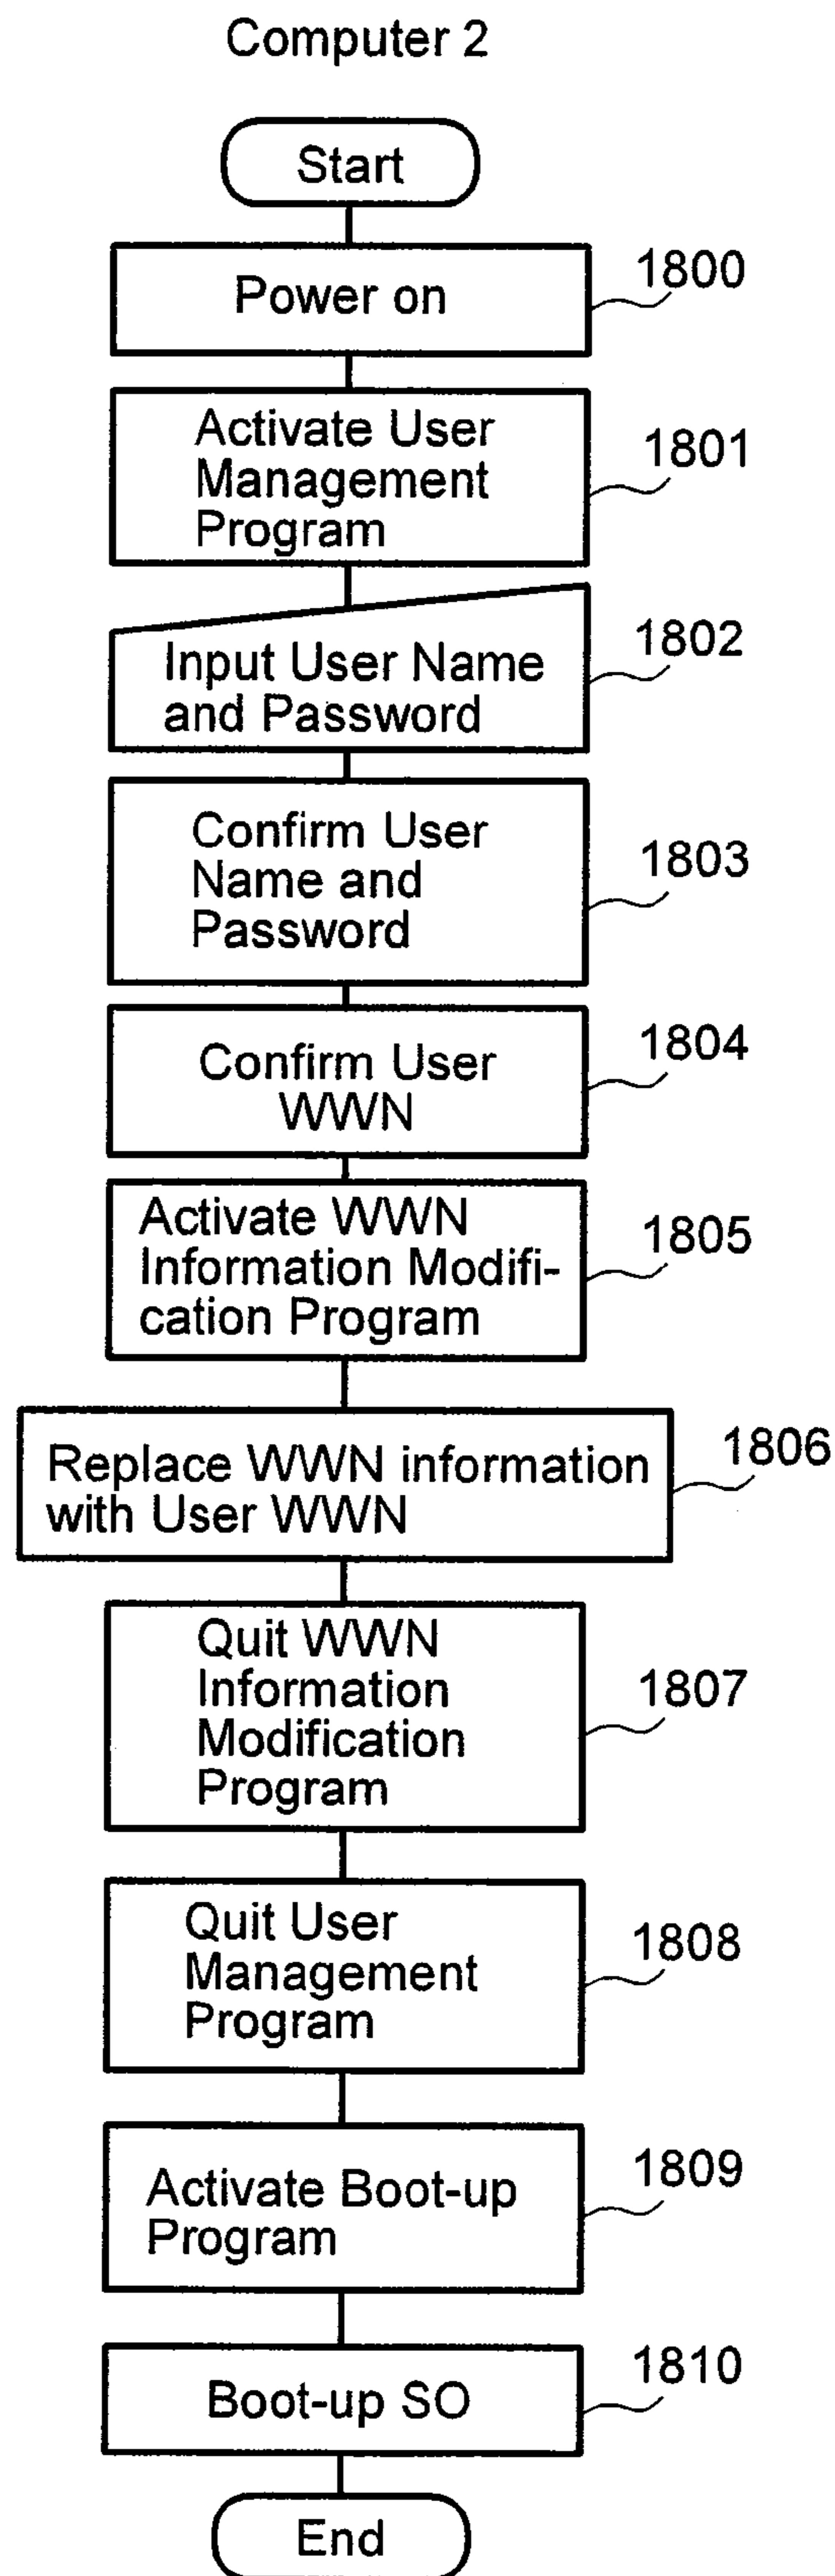 Computer 2
Start
Power on
1800
Activate User
Management
Program
1801
Input User Name
and Password
1802
Confirm User
Name and
Password
1803
Confirm User
WWN
1804
Activate WWN
Information Modifi-
cation Program
1805
Replace WWN information
with User WWN
1806
Quit WWN
Information
Modification
Program
1807
Quit User
Management
Program
1808
Activate Boot-up
Program
1809
Boot-up SO
1810
End